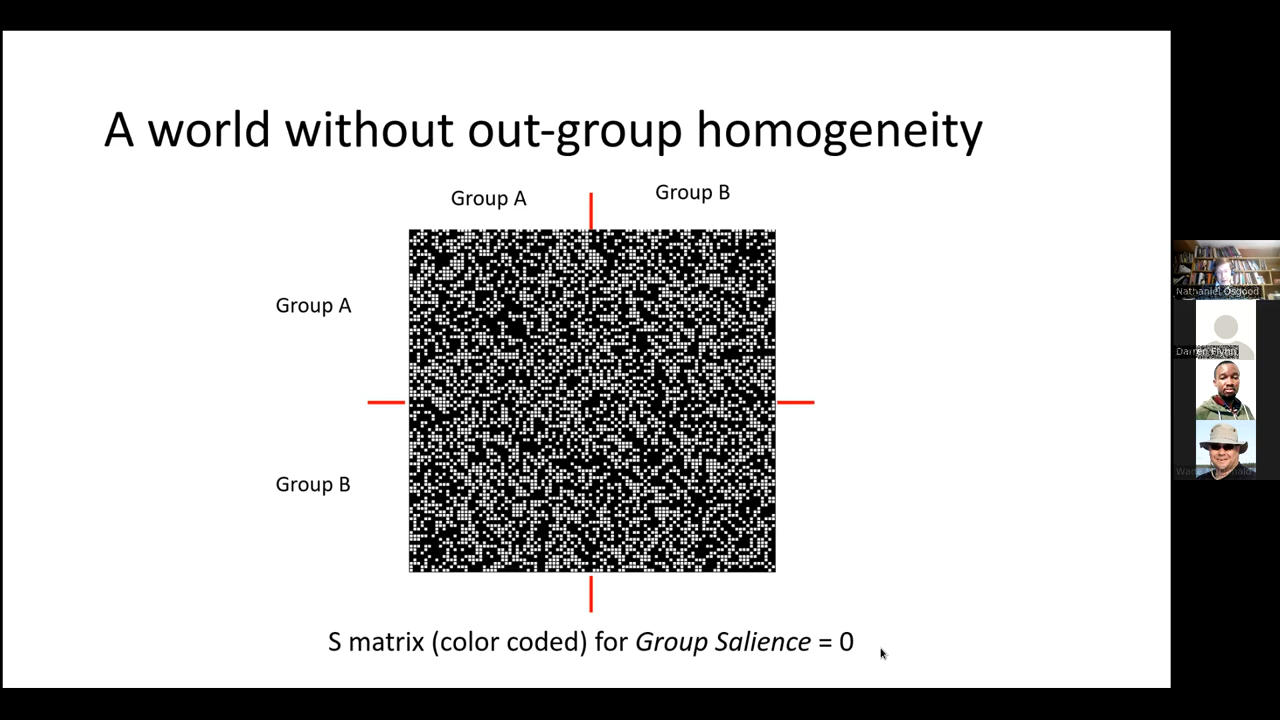 A world without out-group homogeneity
Group A
Group B
Group A
Group B
S matrix (color coded) for Group Salience = 0
Nathaniel Osgood
Darren Flynn